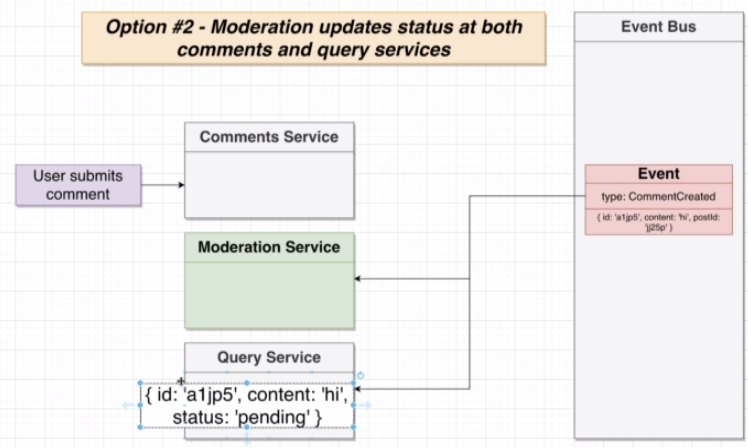 Option #2 - Moderation updates status at both
comments and query services
Event Bus
Comments Service
User submits
comment
Event
type: CommentCreated
{ id: 'a1jp5', content: 'hi', postId:
'jj25p' }
Moderation Service
Query Service
{ id: 'a1jp5', content: 'hi',
status: 'pending' }